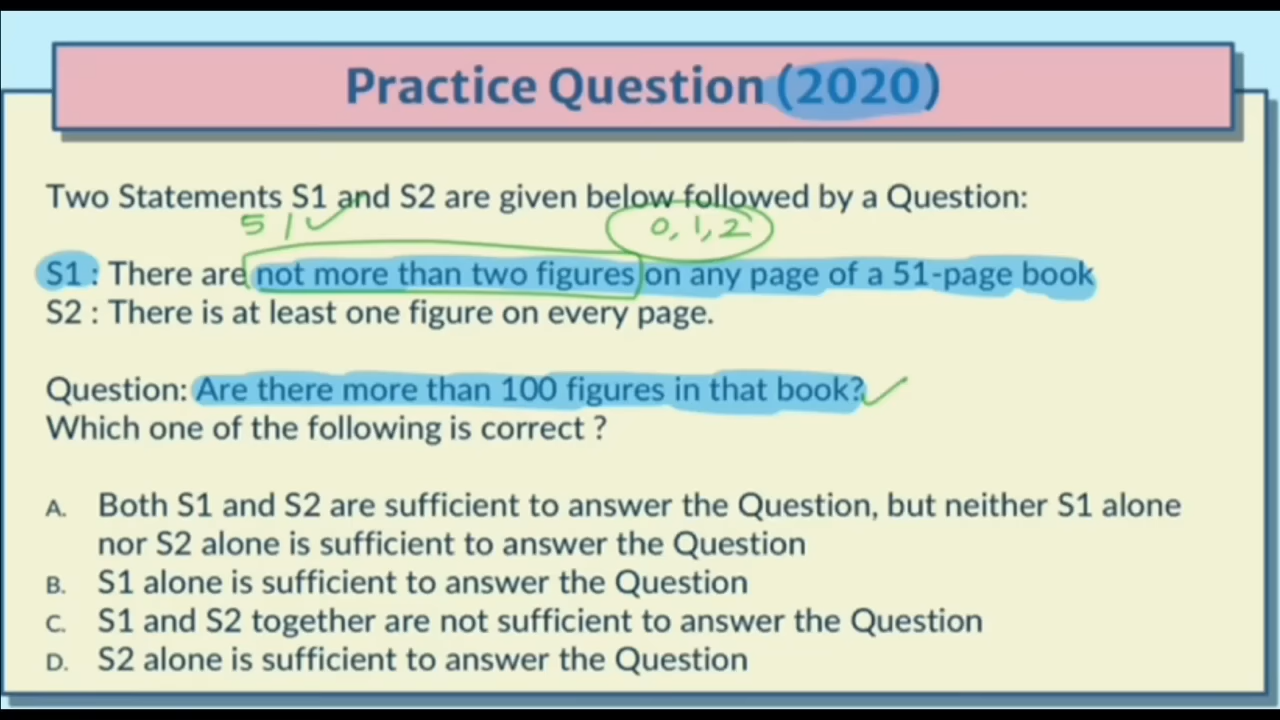 Practice Question (2020)
Two Statements S1 and S2 are given below followed by a Question:
51 0, 1, 2
S1 : There are not more than two figures on any page of a 51-page book
S2 : There is at least one figure on every page.
Question: Are there more than 100 figures in that book?
Which one of the following is correct ?
A. Both S1 and S2 are sufficient to answer the Question, but neither S1 alone
nor S2 alone is sufficient to answer the Question
B. S1 alone is sufficient to answer the Question
C. S1 and S2 together are not sufficient to answer the Question
D. S2 alone is sufficient to answer the Question